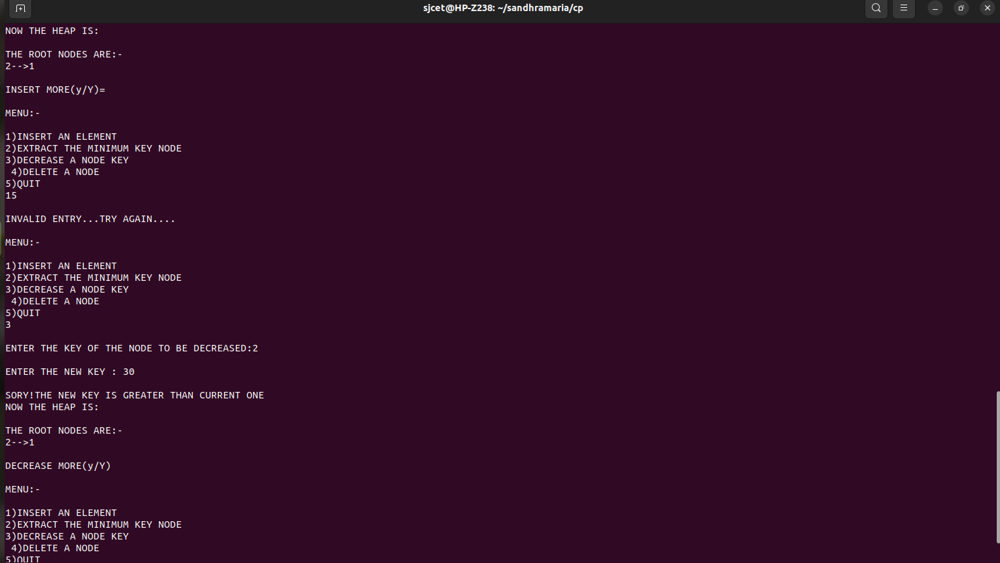 sjcet@HP-Z238: ~/sandhramaria/cp
NOW THE HEAP IS:
THE ROOT NODES ARE:-
2-->1
INSERT MORE(y/Y)=
MENU:-
1)INSERT AN ELEMENT
2)EXTRACT THE MINIMUM KEY NODE
3)DECREASE A NODE KEY
 4)DELETE A NODE
5)QUIT
15
INVALID ENTRY...TRY AGAIN....
MENU:-
1)INSERT AN ELEMENT
2)EXTRACT THE MINIMUM KEY NODE
3)DECREASE A NODE KEY
 4)DELETE A NODE
5)QUIT
3
ENTER THE KEY OF THE NODE TO BE DECREASED:2
ENTER THE NEW KEY : 30
SORY!THE NEW KEY IS GREATER THAN CURRENT ONE
NOW THE HEAP IS:
THE ROOT NODES ARE:-
2-->1
DECREASE MORE(y/Y)
MENU:-
1)INSERT AN ELEMENT
2)EXTRACT THE MINIMUM KEY NODE
3)DECREASE A NODE KEY
 4)DELETE A NODE
5)QUIT